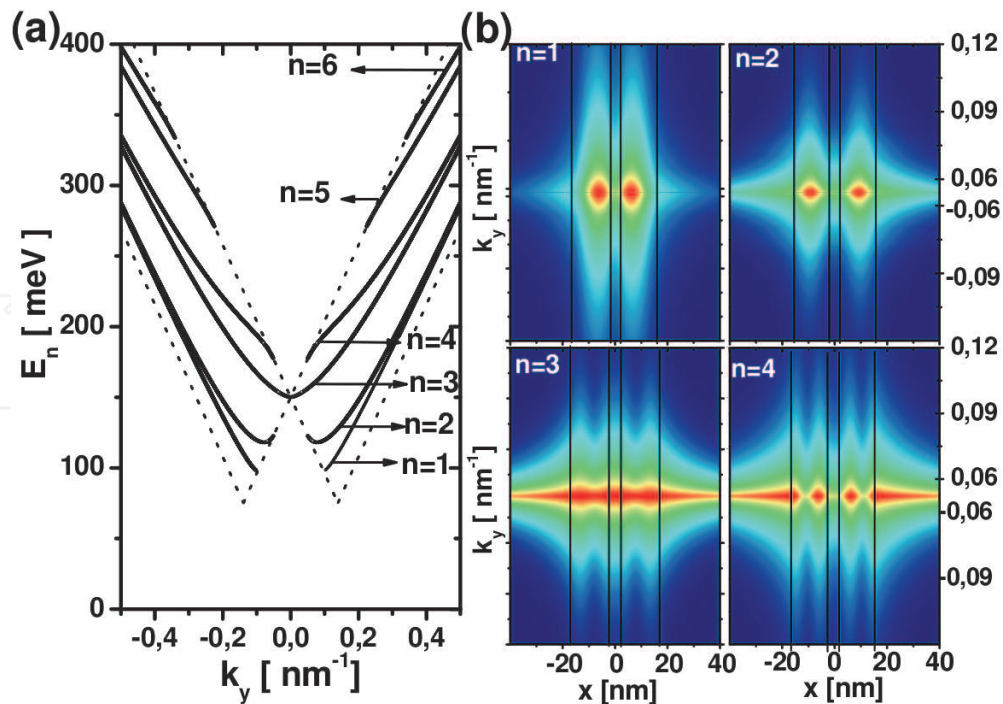 (a)
400
300
200
100
0
E_n [ meV]
n=6
n=5
n=4
n=3
n=2
n=1
-0,4 -0,2 0,0 0,2 0,4
k_y [ nm^-1]
(b)
n=1
n=2
0,12
0,09
0,06
-0,06
-0,09
k_y [ nm^-1]
n=3
n=4
0,12
0,09
0,06
-0,06
-0,09
k_y [ nm^-1]
-20 0 20 -20 0 20 40
x [nm] x [nm]